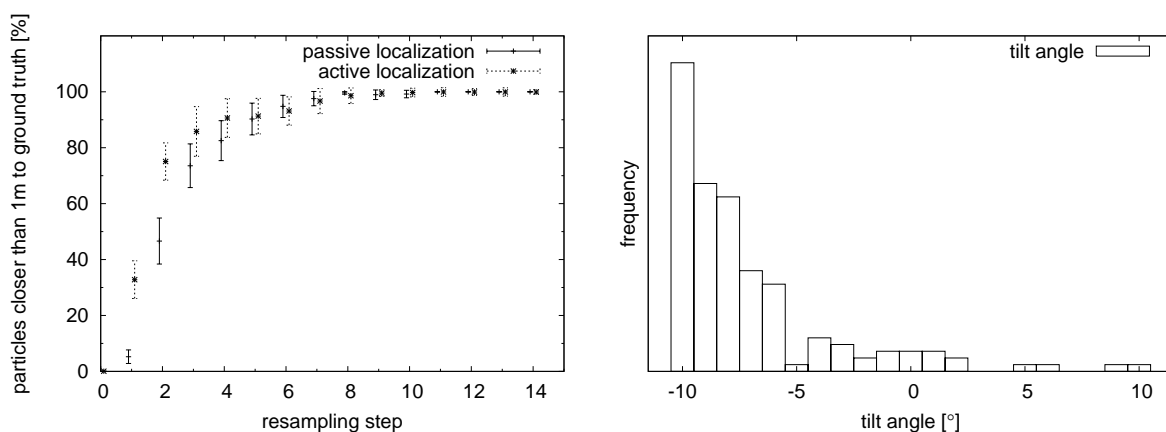 particles closer than 1m to ground truth [%]
100
80
60
40
20
0
passive localization
active localization
0 2 4 6 8 10 12 14
resampling step
frequency
tilt angle
-10 -5 0 5 10
tilt angle [°]